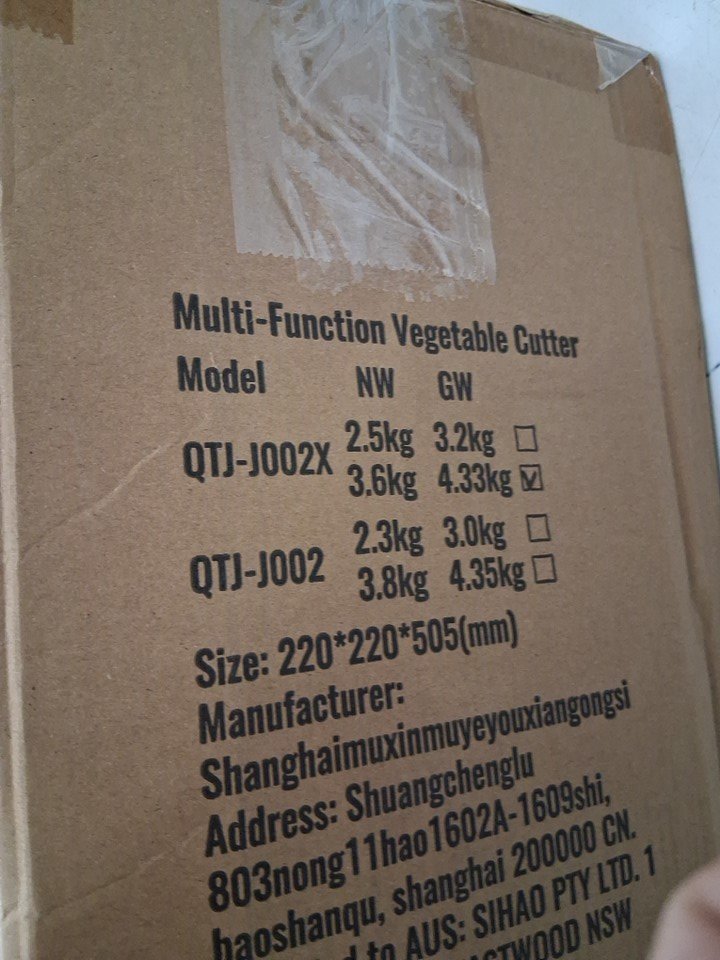 Multi-Function Vegetable Cutter
Model NW GW
QTJ-J002X 2.5kg 3.2kg ☐
3.6kg 4.33kg ☑
QTJ-J002 2.3kg 3.0kg ☐
3.8kg 4.35kg ☐
Size: 220*220*505(mm)
Manufacturer:
Shanghaimuxinmuyeyouxiangongsi
Address: Shuangchenglu
803nong11hao1602A-1609shi,
baoshanqu, shanghai 200000 CN.
to AUS: SIHAO PTY LTD. 1
NSW